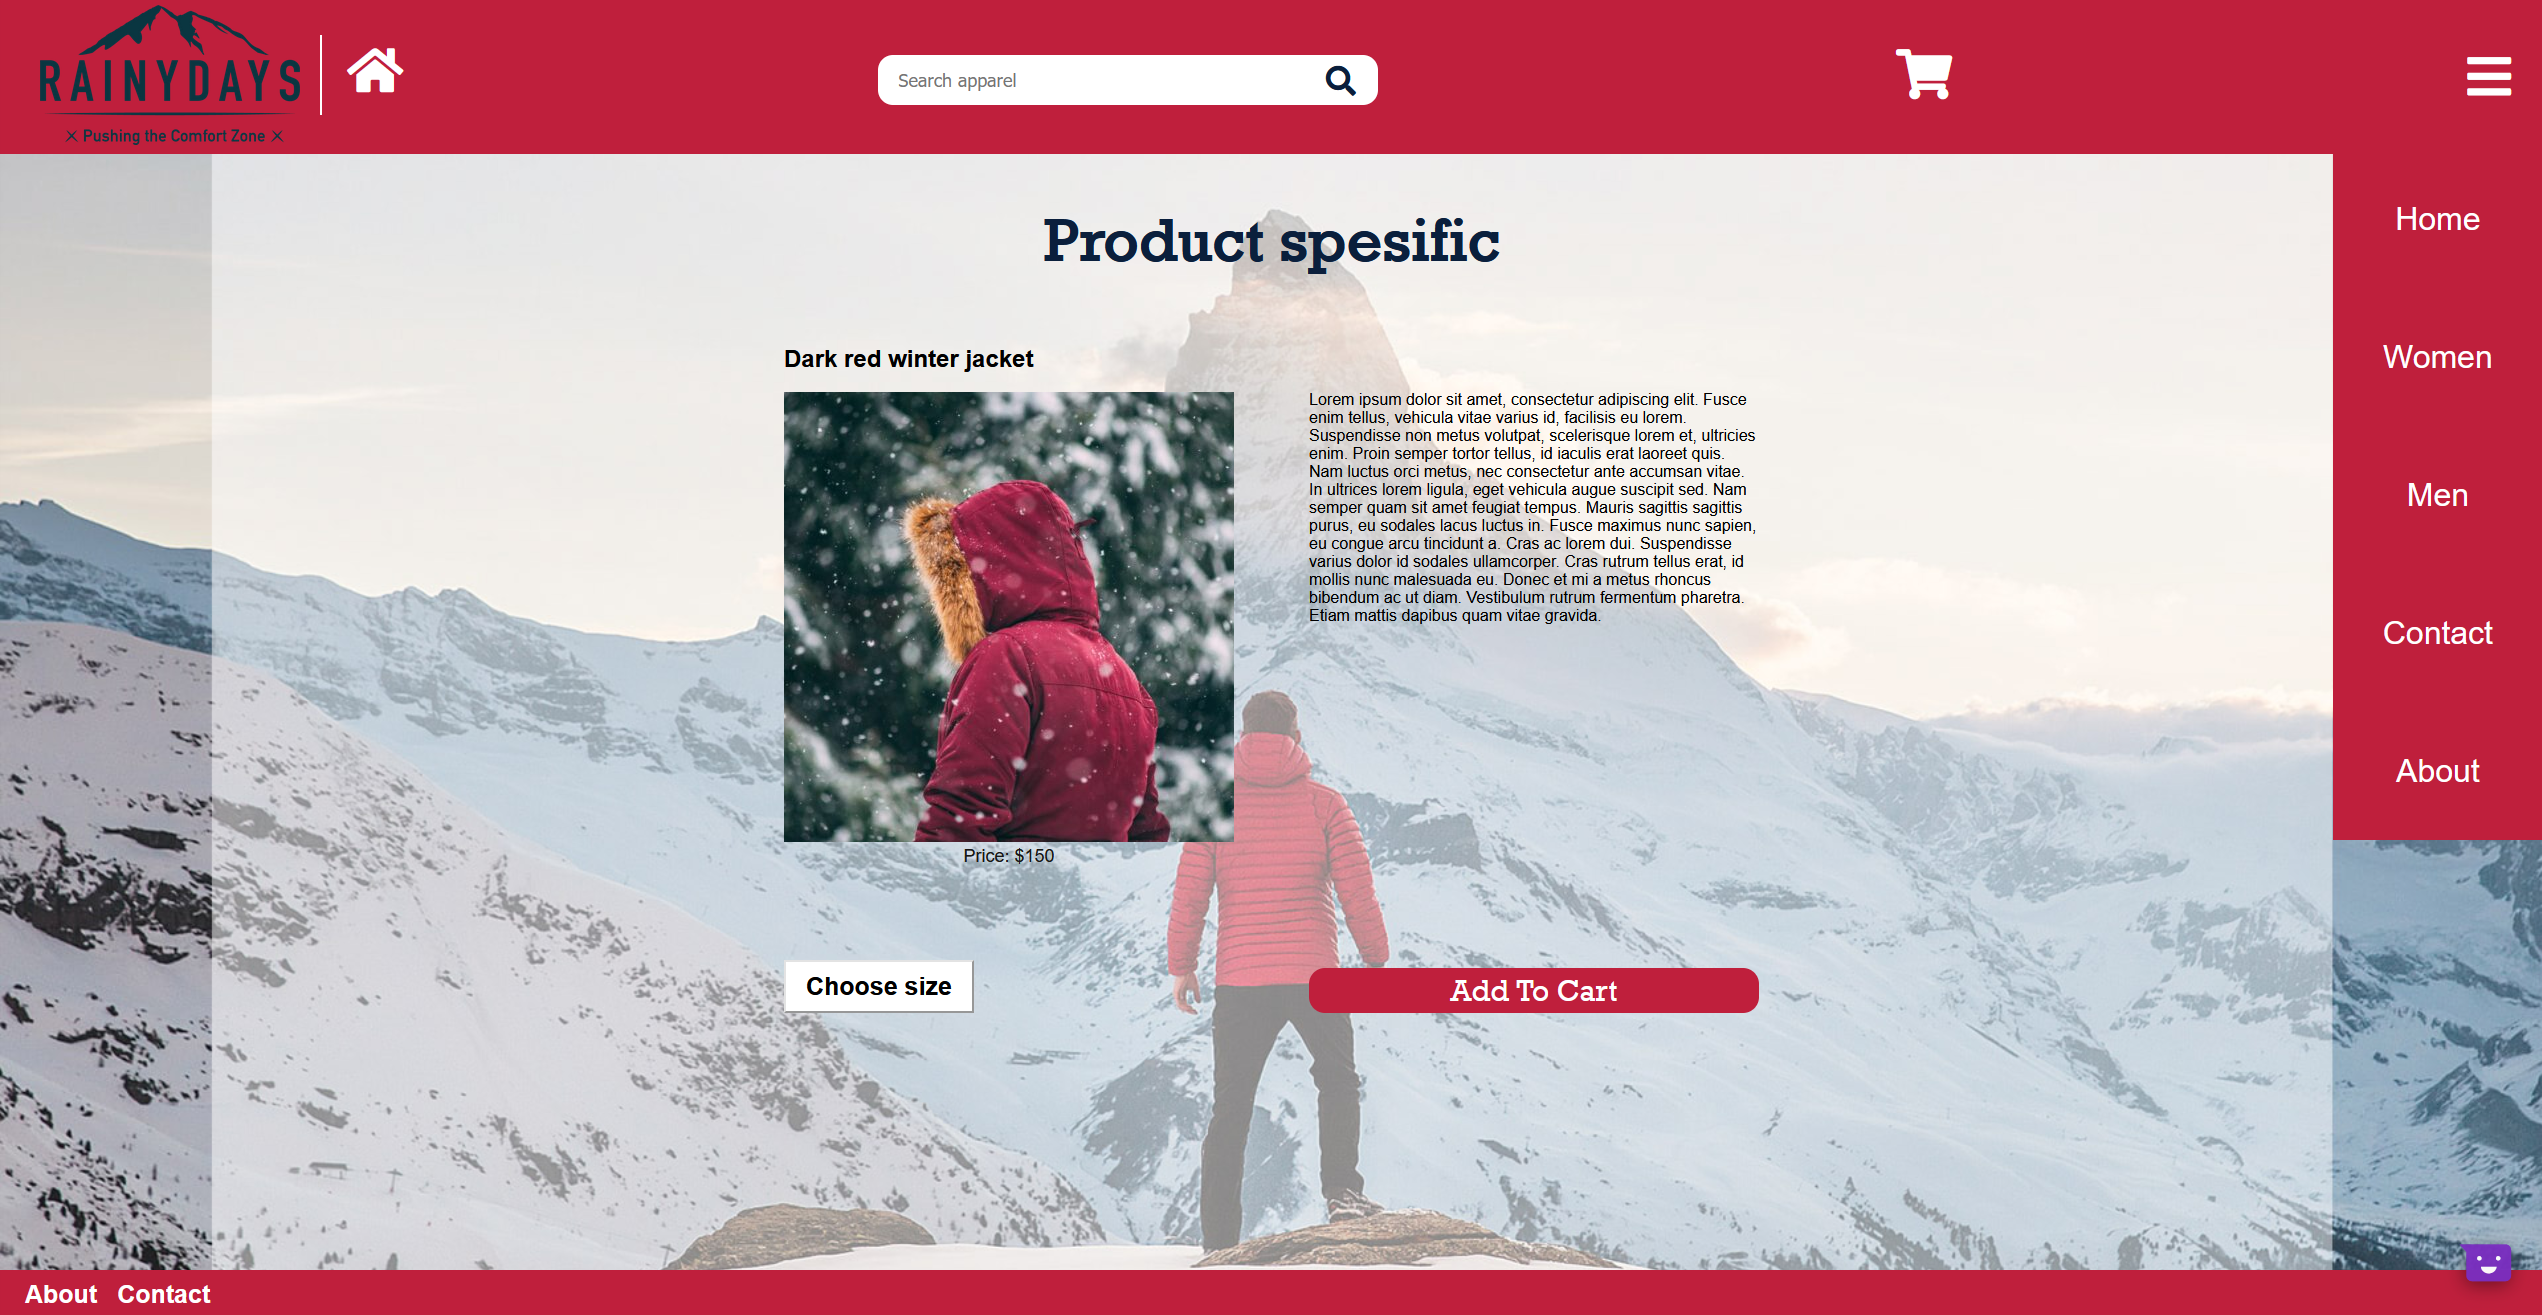 RAINYDAYS
Pushing the Comfort Zone
Search apparel
Home
Women
Men
Contact
About
Product spesific
Dark red winter jacket
Lorem ipsum dolor sit amet, consectetur adipiscing elit. Fusce
enim tellus, vehicula vitae varius id, facilisis eu lorem.
Suspendisse non metus volutpat, scelerisque lorem et, ultricies
enim. Proin semper tortor tellus, id iaculis erat laoreet quis.
Nam luctus orci metus, nec consectetur ante accumsan vitae.
In ultrices lorem ligula, eget vehicula augue suscipit sed. Nam
semper quam sit amet feugiat tempus. Mauris sagittis sagittis
purus, eu sodales lacus luctus in. Fusce maximus nunc sapien,
eu congue arcu tincidunt a. Cras ac lorem dui. Suspendisse
varius dolor id sodales ullamcorper. Cras rutrum tellus erat, id
mollis nunc malesuada eu. Donec et mi a metus rhoncus
bibendum ac ut diam. Vestibulum rutrum fermentum pharetra.
Etiam mattis dapibus quam vitae gravida.
Price: $150
Choose size
Add To Cart
About Contact